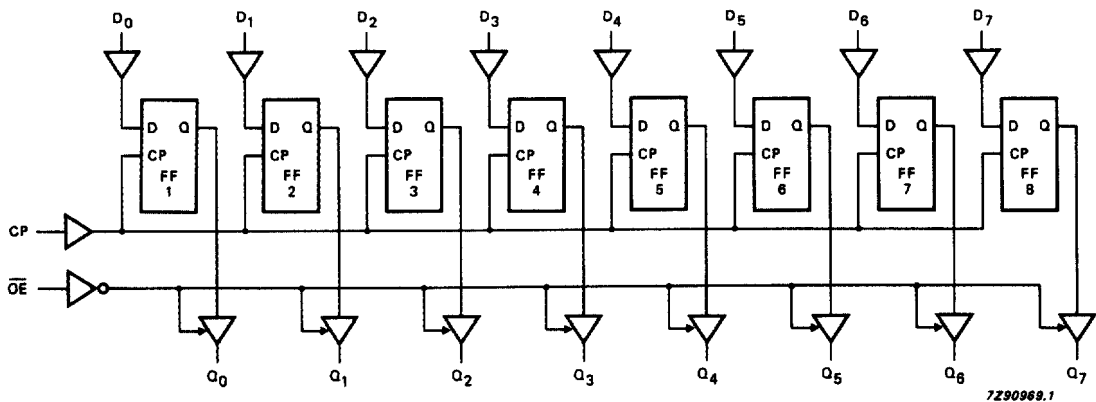 D0 D1 D2 D3 D4 D5 D6 D7
D Q D Q D Q D Q D Q D Q D Q D Q
CP CP CP CP CP CP CP CP
FF FF FF FF FF FF FF FF
1 2 3 4 5 6 7 8
CP
OE
Q0 Q1 Q2 Q3 Q4 Q5 Q6 Q7
7Z90969.1